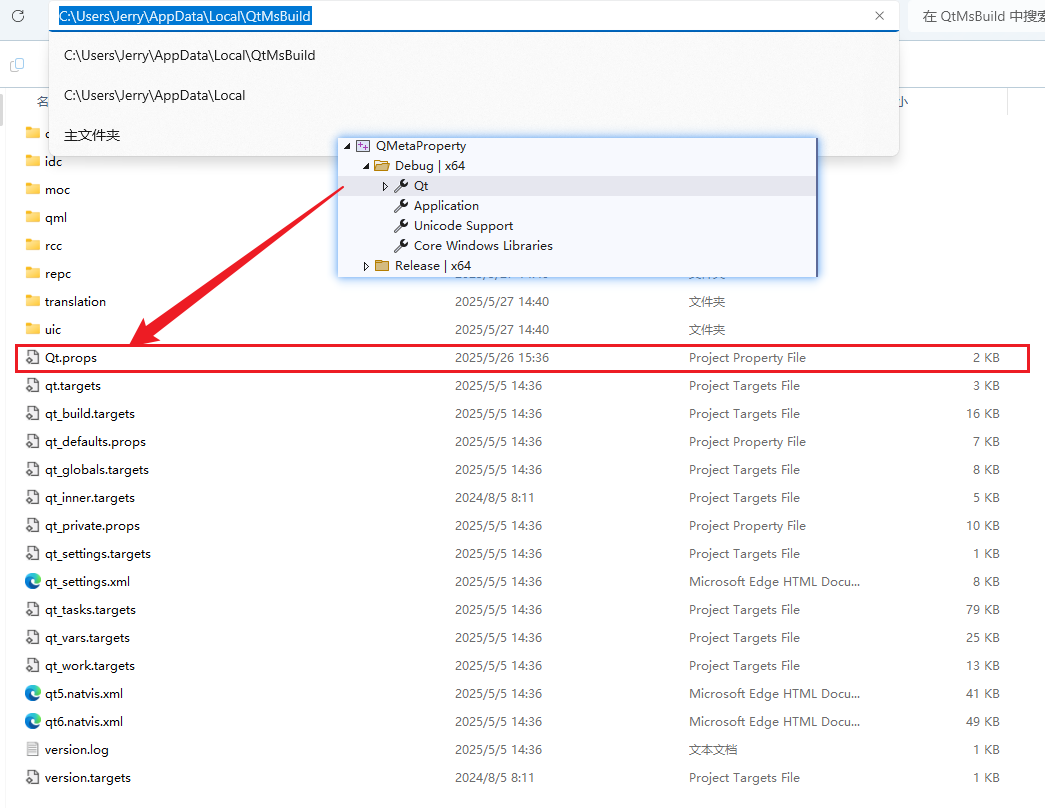 C:\Users\Jerry\AppData\Local\QtMsBuild
在 QtMsBuild 中搜索
C:\Users\Jerry\AppData\Local\QtMsBuild
C:\Users\Jerry\AppData\Local
主文件夹
QMetaProperty
Debug | x64
Qt
Application
Unicode Support
Core Windows Libraries
Release | x64
idc
moc
qml
rcc
repc
translation 2025/5/27 14:40 文件夹
uic 2025/5/27 14:40 文件夹
Qt.props 2025/5/26 15:36 Project Property File 2 KB
qt.targets 2025/5/5 14:36 Project Targets File 3 KB
qt_build.targets 2025/5/5 14:36 Project Targets File 16 KB
qt_defaults.props 2025/5/5 14:36 Project Property File 7 KB
qt_globals.targets 2025/5/5 14:36 Project Targets File 8 KB
qt_inner.targets 2024/8/5 8:11 Project Targets File 5 KB
qt_private.props 2025/5/5 14:36 Project Property File 10 KB
qt_settings.targets 2025/5/5 14:36 Project Targets File 1 KB
qt_settings.xml 2025/5/5 14:36 Microsoft Edge HTML Docu... 8 KB
qt_tasks.targets 2025/5/5 14:36 Project Targets File 79 KB
qt_vars.targets 2025/5/5 14:36 Project Targets File 25 KB
qt_work.targets 2025/5/5 14:36 Project Targets File 13 KB
qt5.natvis.xml 2025/5/5 14:36 Microsoft Edge HTML Docu... 41 KB
qt6.natvis.xml 2025/5/5 14:36 Microsoft Edge HTML Docu... 49 KB
version.log 2025/5/5 14:36 文本文档 1 KB
version.targets 2024/8/5 8:11 Project Targets File 1 KB